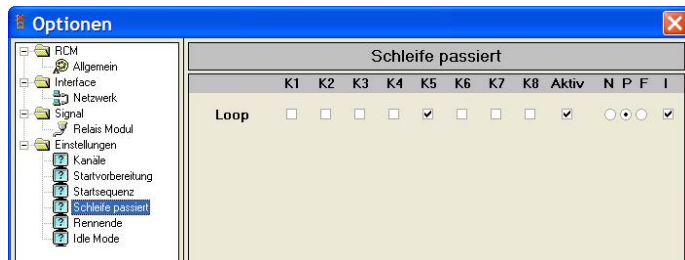 Optionen
RCM
Allgemein
Interface
Netzwerk
Signal
Relais Modul
Einstellungen
Kanäle
Startvorbereitung
Startsequenz
Schleife passiert
Rennende
Idle Mode
Schleife passiert
K1 K2 K3 K4 K5 K6 K7 K8 Aktiv N P F I
Loop